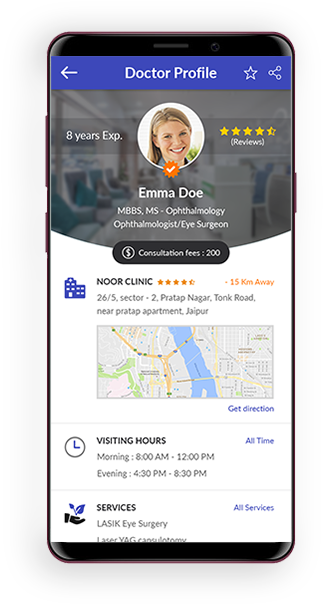 Doctor Profile
8 years Exp.
(Reviews)
Emma Doe
MBBS, MS - Ophthalmology
Ophthalmologist/Eye Surgeon
Consultation fees : 200
NOOR CLINIC
- 15 Km Away
26/5, sector - 2, Pratap Nagar, Tonk Road,
near pratap apartment, Jaipur
Get direction
VISITING HOURS
All Time
Morning : 8:00 AM - 12:00 PM
Evening : 4:30 PM - 8:30 PM
SERVICES
All Services
LASIK Eye Surgery
Laser YAG capsulotomy